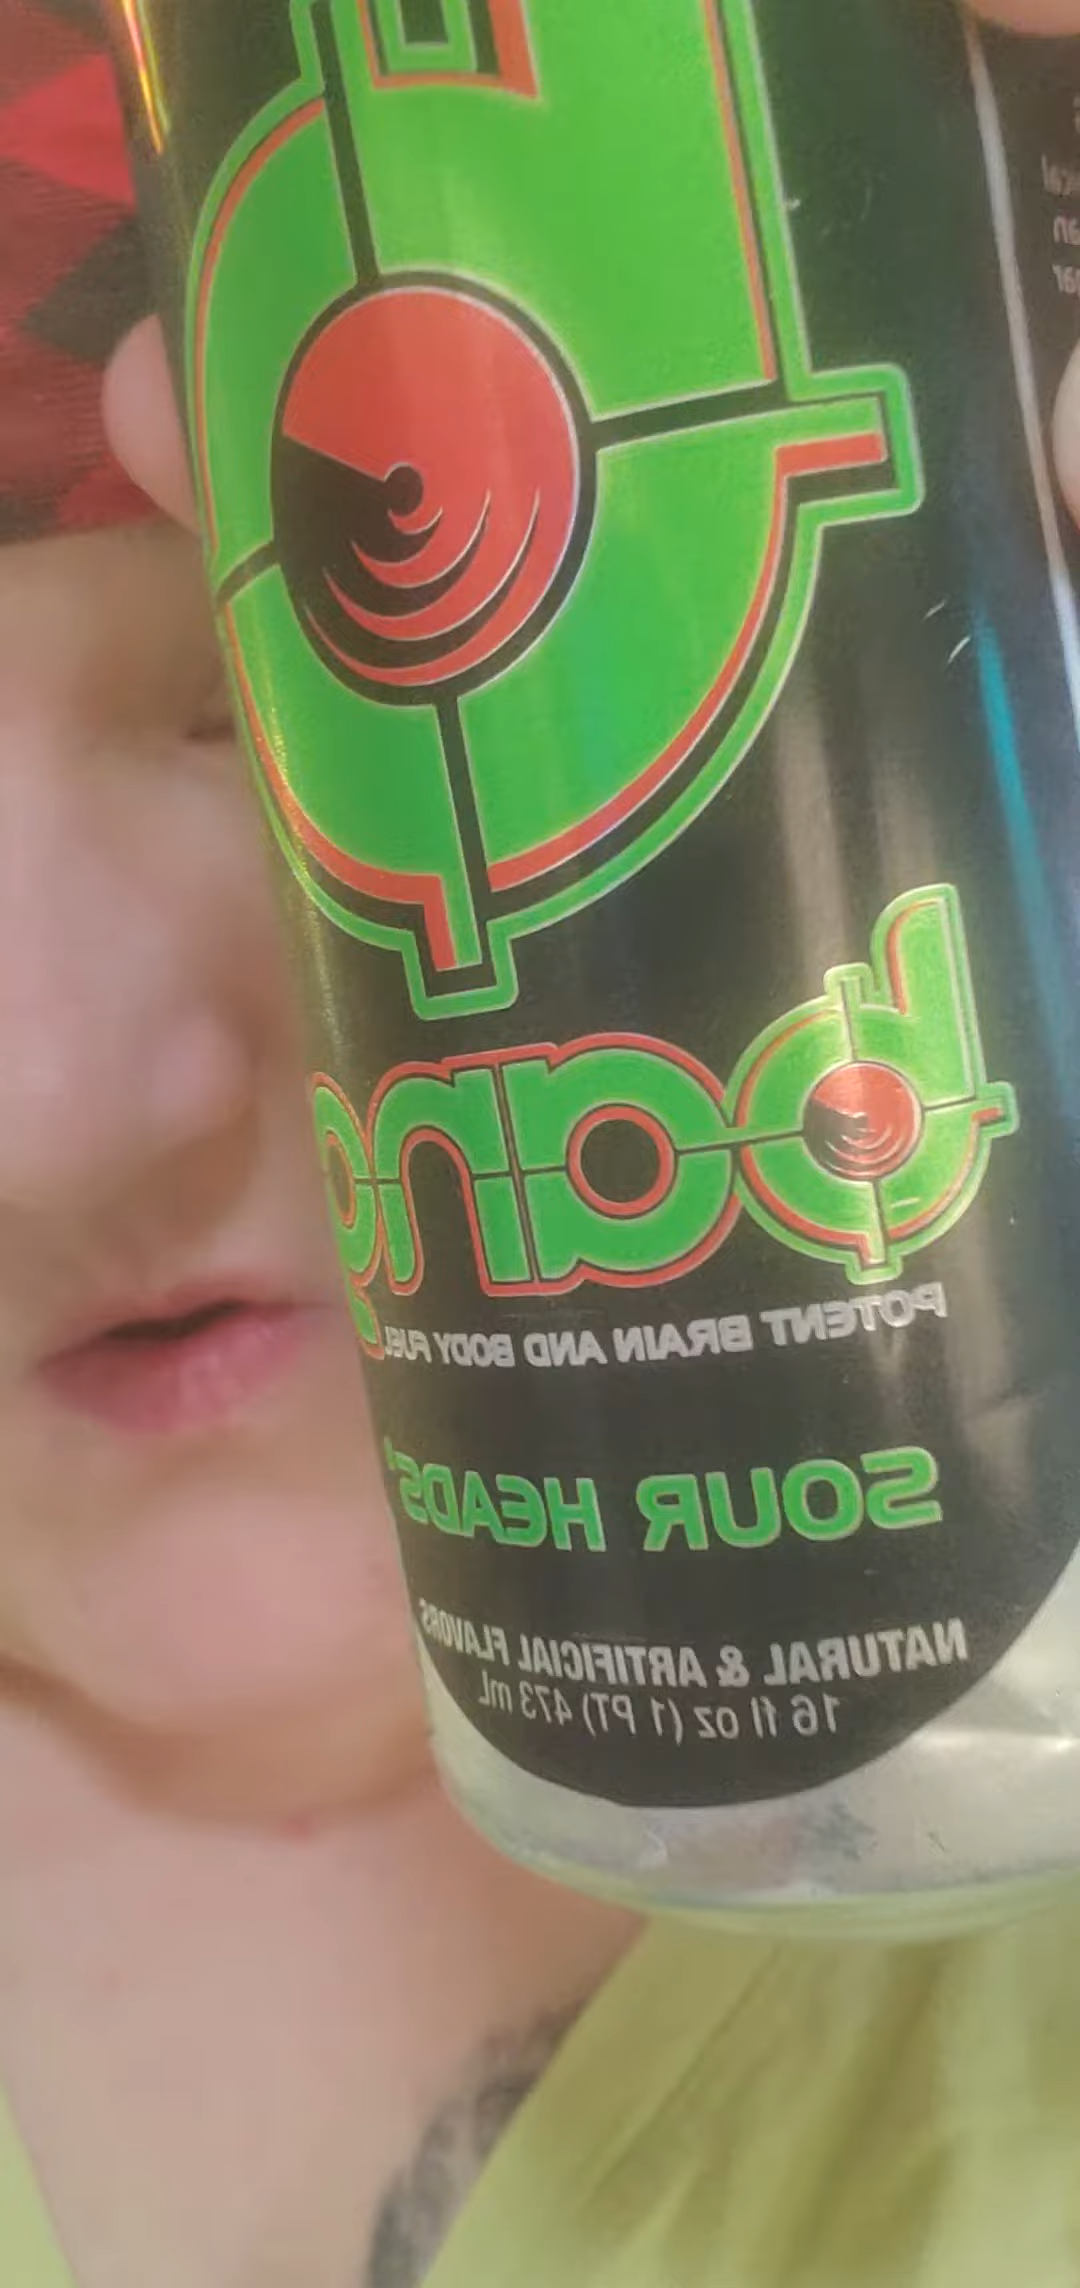 bang
POTENT BRAIN AND BODY FUEL
SOUR HEADS
NATURAL & ARTIFICIAL FLAVORS
16 fl oz (1 PT) 473 mL